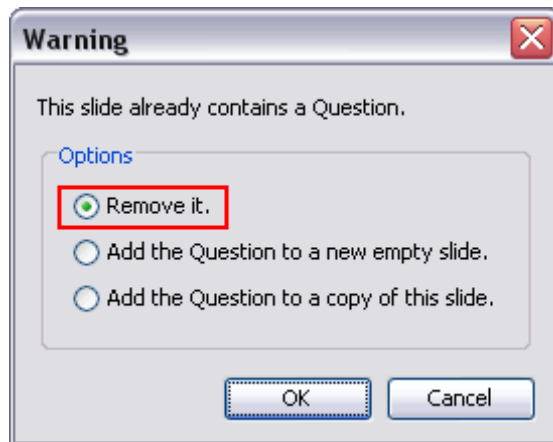 Warning
This slide already contains a Question.
Options
Remove it.
Add the Question to a new empty slide.
Add the Question to a copy of this slide.
OK
Cancel